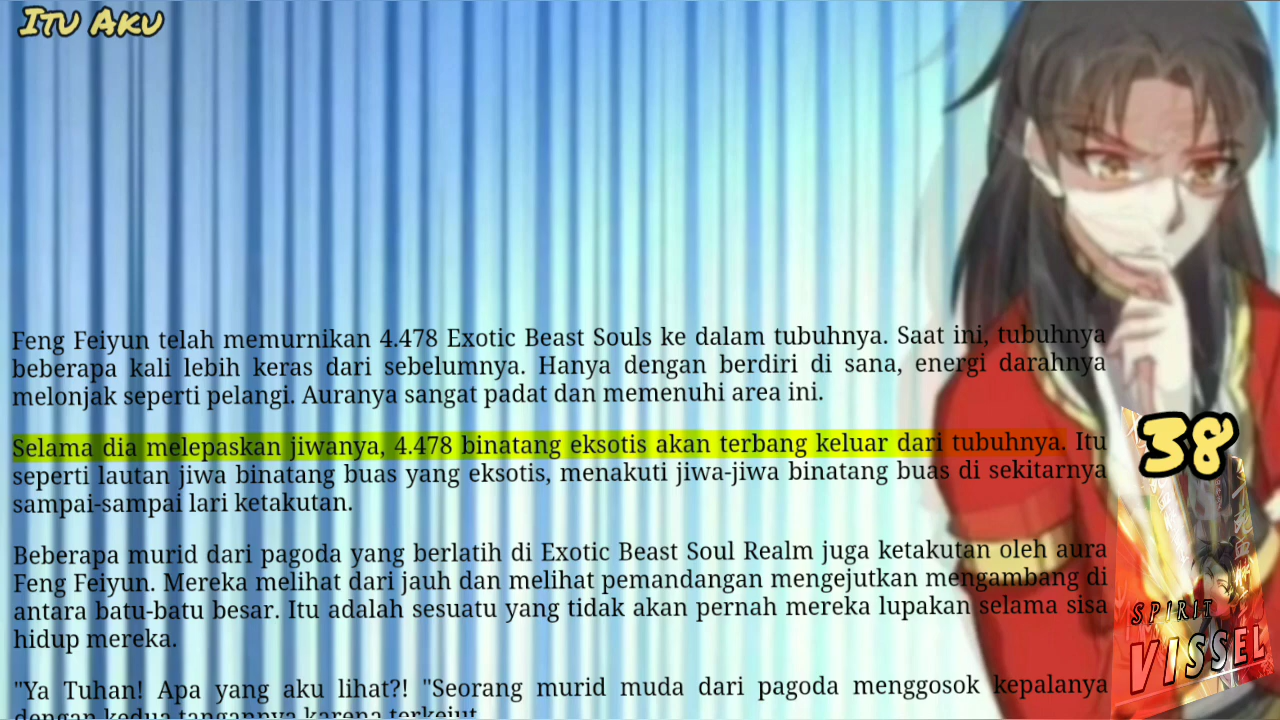 Itu Aku
Feng Feiyun telah memurnikan 4.478 Exotic Beast Souls ke dalam tubuhnya. Saat ini, tubuhnya
beberapa kali lebih keras dari sebelumnya. Hanya dengan berdiri di sana, energi darahnya
melonjak seperti pelangi. Auranya sangat padat dan memenuhi area ini.
Selama dia melepaskan jiwanya, 4.478 binatang eksotis akan terbang keluar dari tubuhnya. Itu
seperti lautan jiwa binatang buas yang eksotis, menakuti jiwa-jiwa binatang buas di sekitarnya
sampai-sampai lari ketakutan.
38
Beberapa murid dari pagoda yang berlatih di Exotic Beast Soul Realm juga ketakutan oleh aura
Feng Feiyun. Mereka melihat dari jauh dan melihat pemandangan mengejutkan mengambang di
antara batu-batu besar. Itu adalah sesuatu yang tidak akan pernah mereka lupakan selama sisa
hidup mereka.
SPIRIT
VISSEL
"Ya Tuhan! Apa yang aku lihat?! "Seorang murid muda dari pagoda menggosok kepalanya
dengan kedua tangannya karena terkejut.